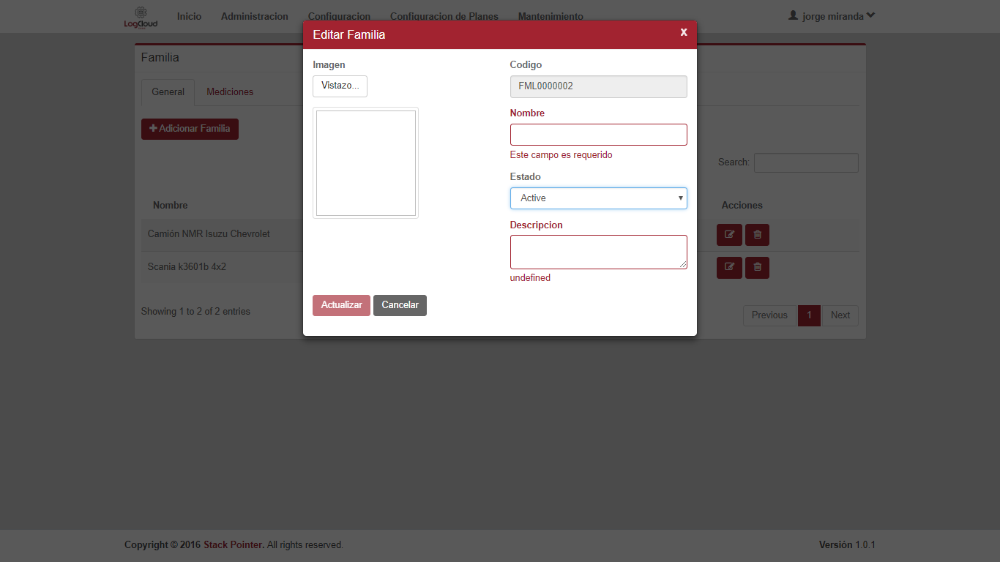 LogCloud
Inicio
Administracion
Configuracion
Configuracion de Planes
Mantenimiento
jorge miranda
Editar Familia
x
Familia
General
Mediciones
Adicionar Familia
Search:
Nombre
Acciones
Camión NMR Isuzu Chevrolet
Scania k3601b 4x2
Showing 1 to 2 of 2 entries
Previous
1
Next
Imagen
Vistazo...
Codigo
FML0000002
Nombre
Este campo es requerido
Estado
Active
Descripcion
undefined
Actualizar
Cancelar
Copyright © 2016 Stack Pointer. All rights reserved.
Versión 1.0.1